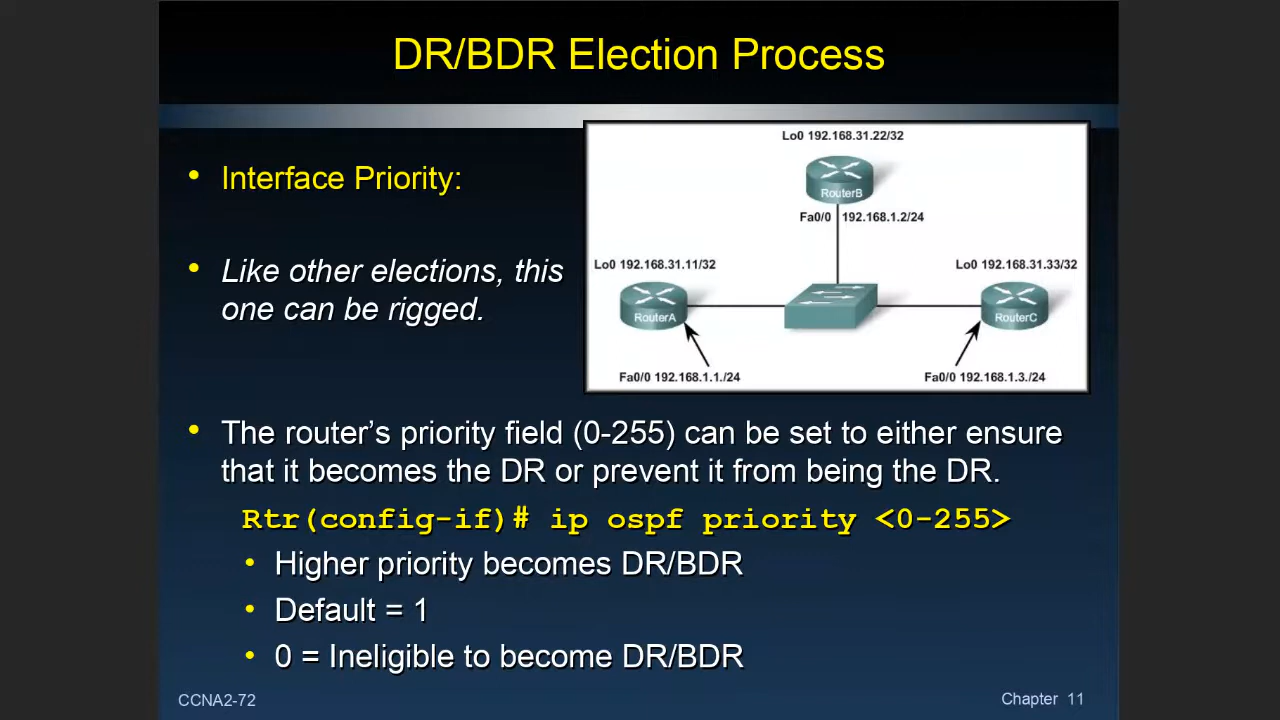 DR/BDR Election Process
• Interface Priority:
• Like other elections, this
one can be rigged.
Lo0 192.168.31.22/32
RouterB
Fa0/0 192.168.1.2/24
Lo0 192.168.31.11/32
Lo0 192.168.31.33/32
RouterA
RouterC
Fa0/0 192.168.1.1./24
Fa0/0 192.168.1.3./24
• The router's priority field (0-255) can be set to either ensure
that it becomes the DR or prevent it from being the DR.
Rtr(config-if)# ip ospf priority <0-255>
• Higher priority becomes DR/BDR
• Default = 1
• 0 = Ineligible to become DR/BDR
CCNA2-72
Chapter 11